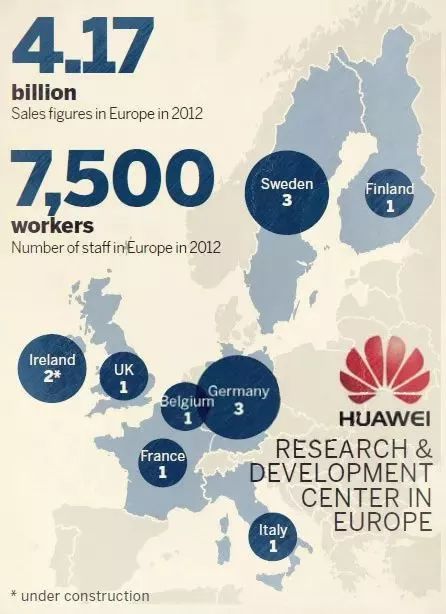 4.17
billion
Sales figures in Europe in 2012
7,500
workers
Number of staff in Europe in 2012
Sweden
3
Finland
1
Ireland
2*
UK
1
Belgium
1
Germany
3
France
1
Italy
1
HUAWEI
RESEARCH &
DEVELOPMENT
CENTER IN
EUROPE
* under construction